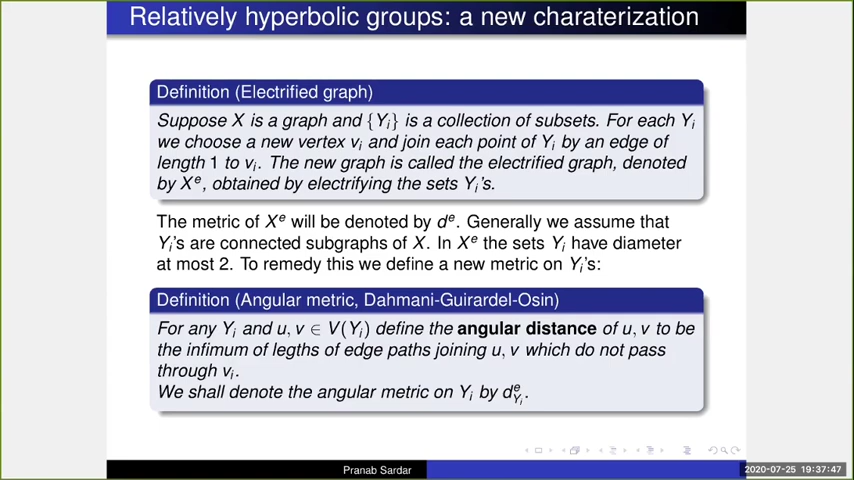 Relatively hyperbolic groups: a new charaterization
Definition (Electrified graph)
Suppose X is a graph and {Yᵢ} is a collection of subsets. For each Yᵢ
we choose a new vertex vᵢ and join each point of Yᵢ by an edge of
length 1 to vᵢ. The new graph is called the electrified graph, denoted
by Xᵉ, obtained by electrifying the sets Yᵢ's.
The metric of Xᵉ will be denoted by dᵉ. Generally we assume that
Yᵢ's are connected subgraphs of X. In Xᵉ the sets Yᵢ have diameter
at most 2. To remedy this we define a new metric on Yᵢ's:
Definition (Angular metric, Dahmani-Guirardel-Osin)
For any Yᵢ and u, v ∈ V(Yᵢ) define the angular distance of u, v to be
the infimum of legths of edge paths joining u, v which do not pass
through vᵢ.
We shall denote the angular metric on Yᵢ by d^e_{Y_i}.
Pranab Sardar
2020-07-25 19:37:47